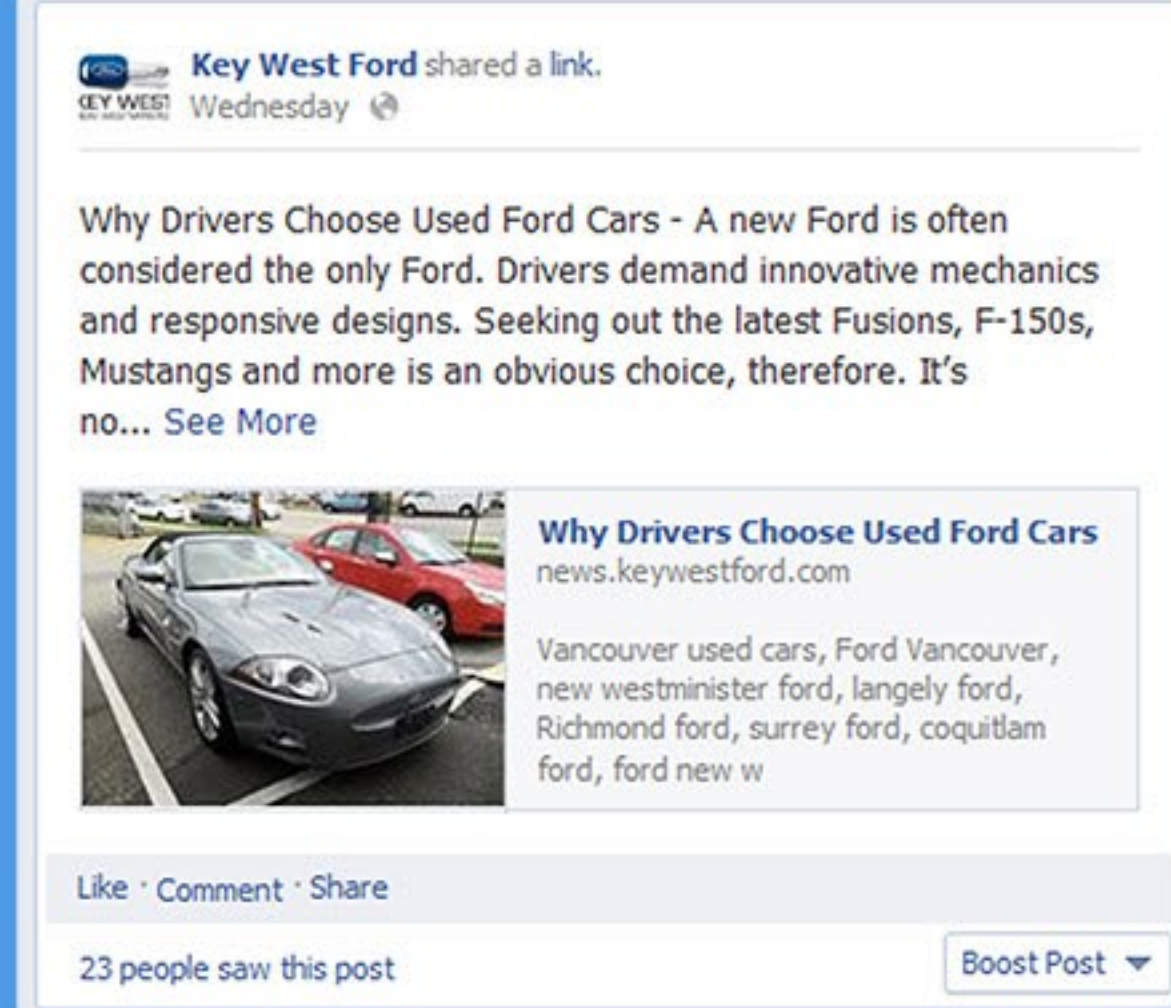 Key West Ford shared a link.
KEY WEST
Wednesday
Why Drivers Choose Used Ford Cars - A new Ford is often
considered the only Ford. Drivers demand innovative mechanics
and responsive designs. Seeking out the latest Fusions, F-150s,
Mustangs and more is an obvious choice, therefore. It’s
no... See More
Why Drivers Choose Used Ford Cars
news.keywestford.com
Vancouver used cars, Ford Vancouver,
new westminister ford, langely ford,
Richmond ford, surrey ford, coquitlam
ford, ford new w
Like · Comment · Share
23 people saw this post
Boost Post